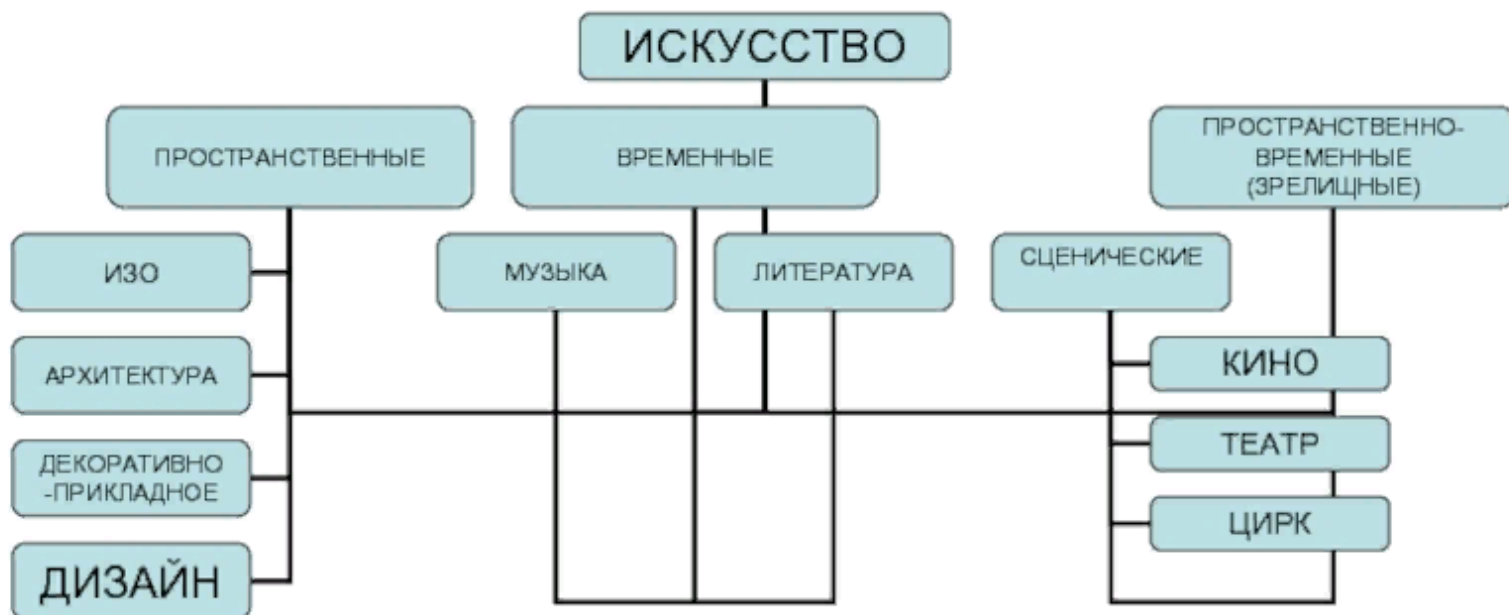 ИСКУССТВО
ПРОСТРАНСТВЕННЫЕ
ВРЕМЕННЫЕ
ПРОСТРАНСТВЕННО-
ВРЕМЕННЫЕ
(ЗРЕЛИЩНЫЕ)
ИЗО
МУЗЫКА
ЛИТЕРАТУРА
СЦЕНИЧЕСКИЕ
АРХИТЕКТУРА
КИНО
ДЕКОРАТИВНО
-ПРИКЛАДНОЕ
ТЕАТР
ЦИРК
ДИЗАЙН